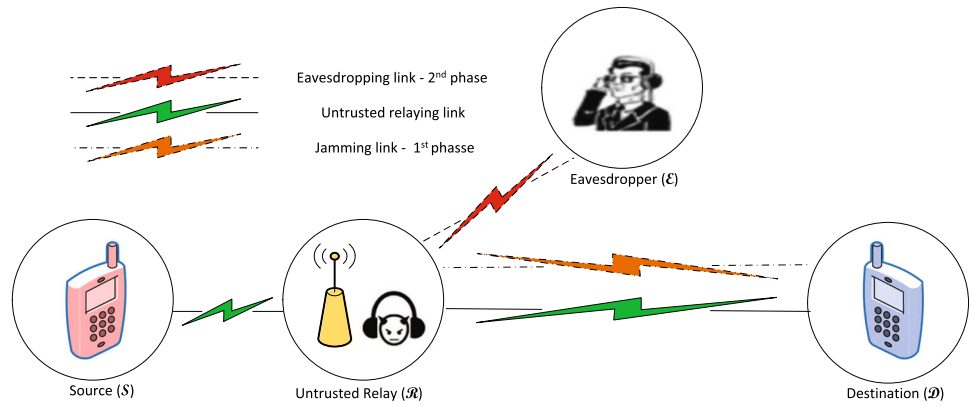 Eavesdropping link - 2nd phase
Untrusted relaying link
Jamming link - 1st phasse
Eavesdropper (ℰ)
Source (𝒮)
Untrusted Relay (ℛ)
Destination (𝒟)